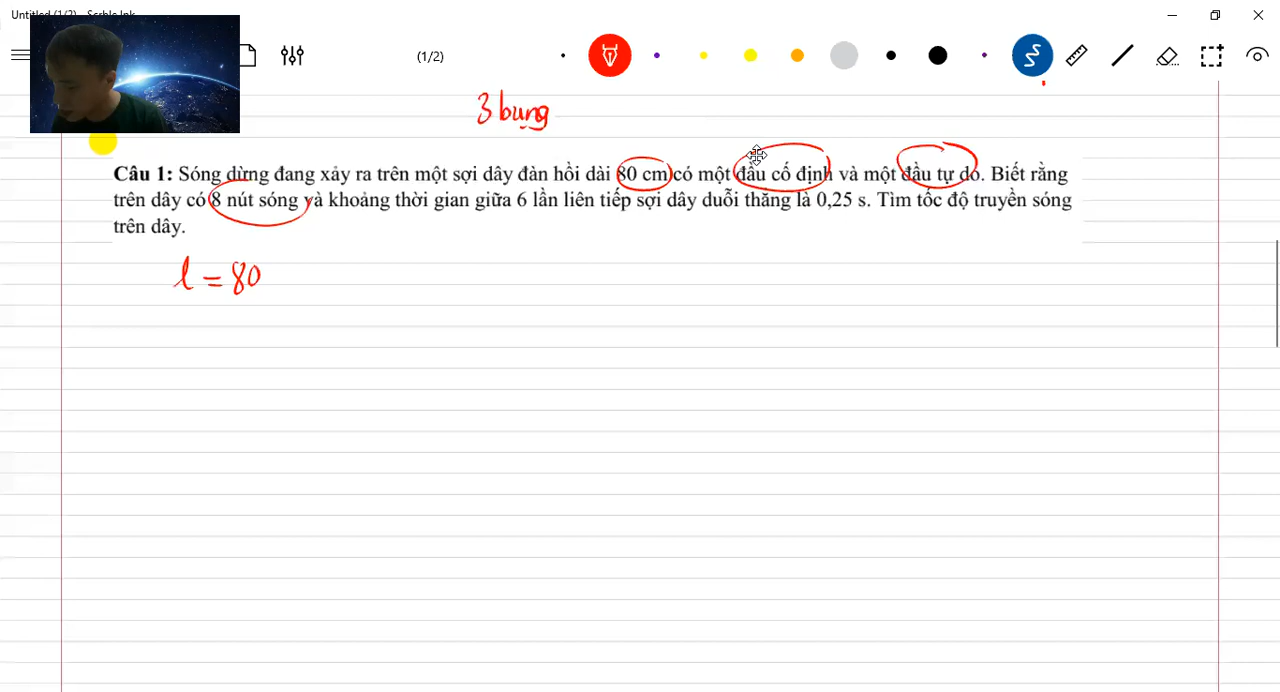 Untitled (1/2) - Scrble Ink
(1/2)
3 bụng
Câu 1: Sóng dừng đang xảy ra trên một sợi dây đàn hồi dài 80 cm có một đầu cố định và một đầu tự do. Biết rằng
trên dây có 8 nút sóng và khoảng thời gian giữa 6 lần liên tiếp sợi dây duỗi thẳng là 0,25 s. Tìm tốc độ truyền sóng
trên dây.
l = 80